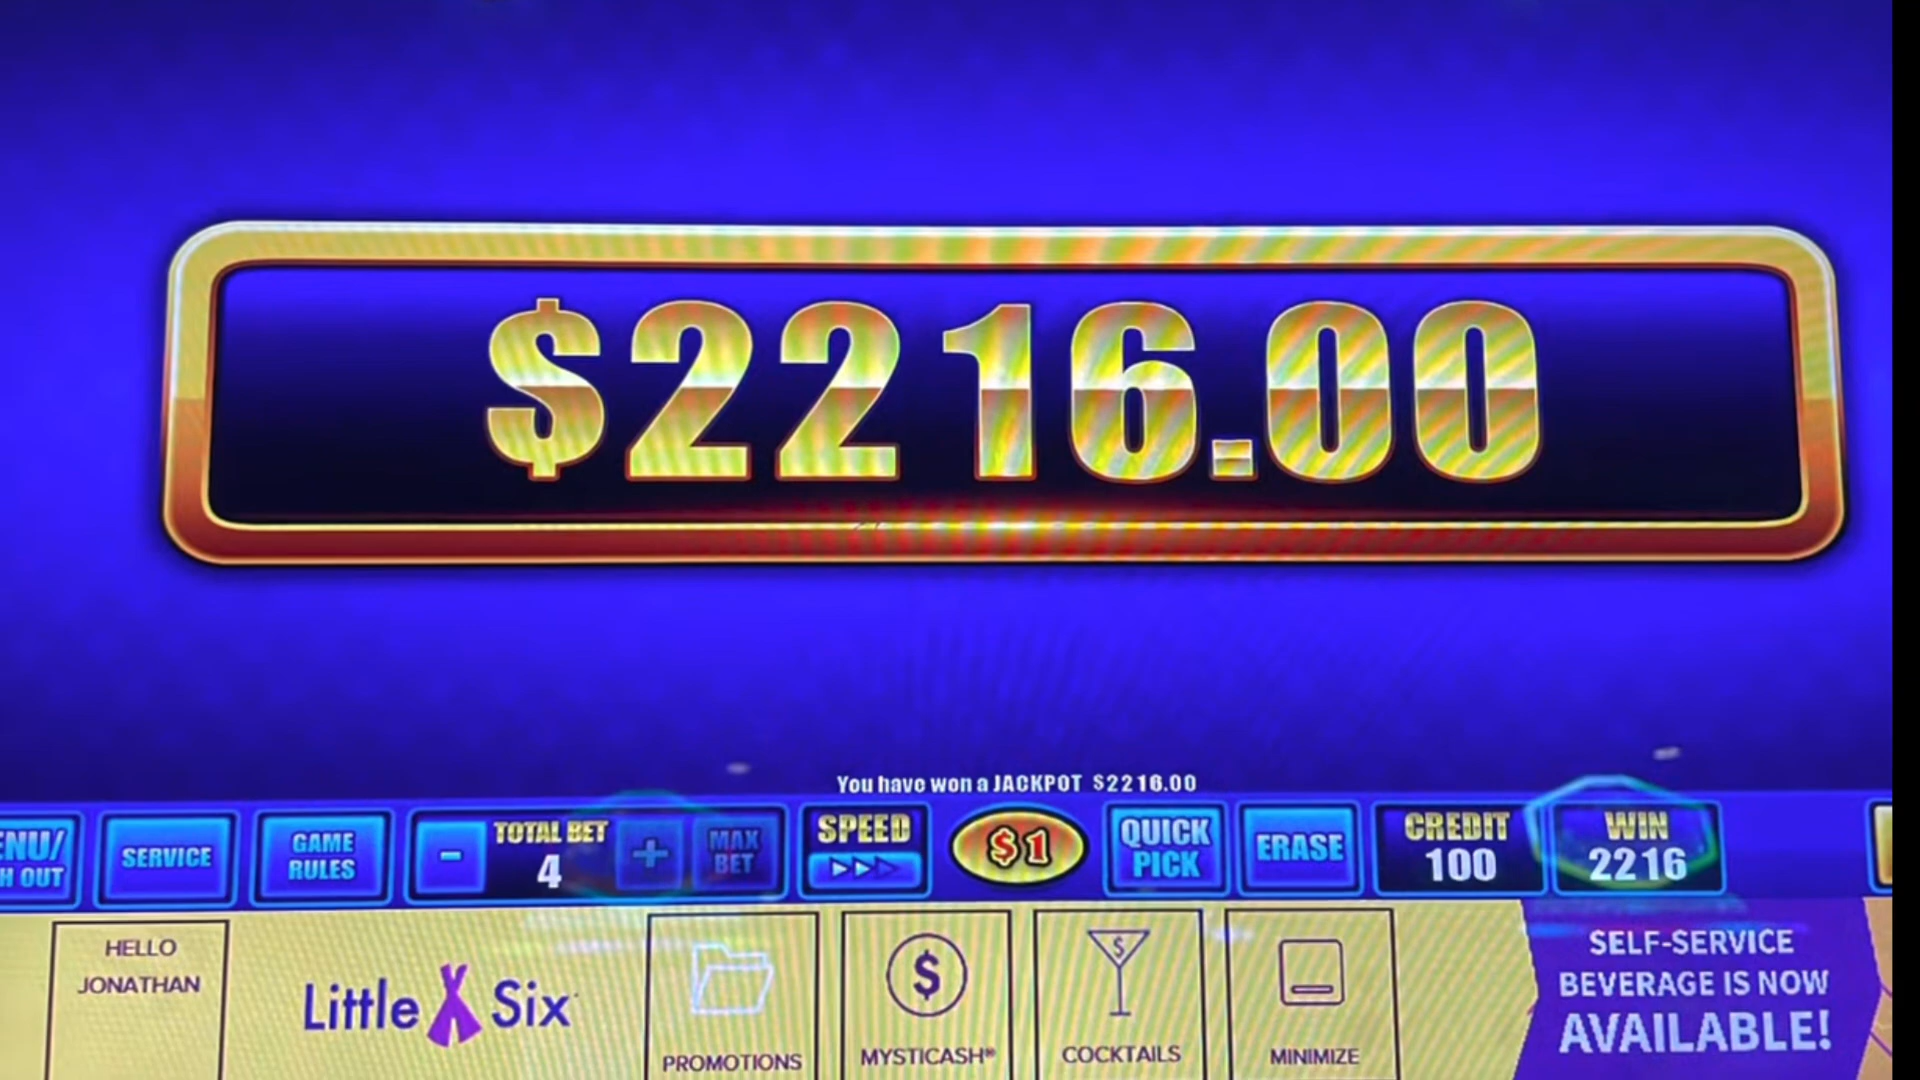 $2216.00
You have won a JACKPOT $2216.00
SERVICE
GAME
RULES
-
TOTAL BET
4
+
MAX
BET
SPEED
$1
QUICK
PICK
ERASE
CREDIT
100
WIN
2216
HELLO
JONATHAN
Little Six
PROMOTIONS
$
MYSTICASH®
$
COCKTAILS
MINIMIZE
SELF-SERVICE
BEVERAGE IS NOW
AVAILABLE!